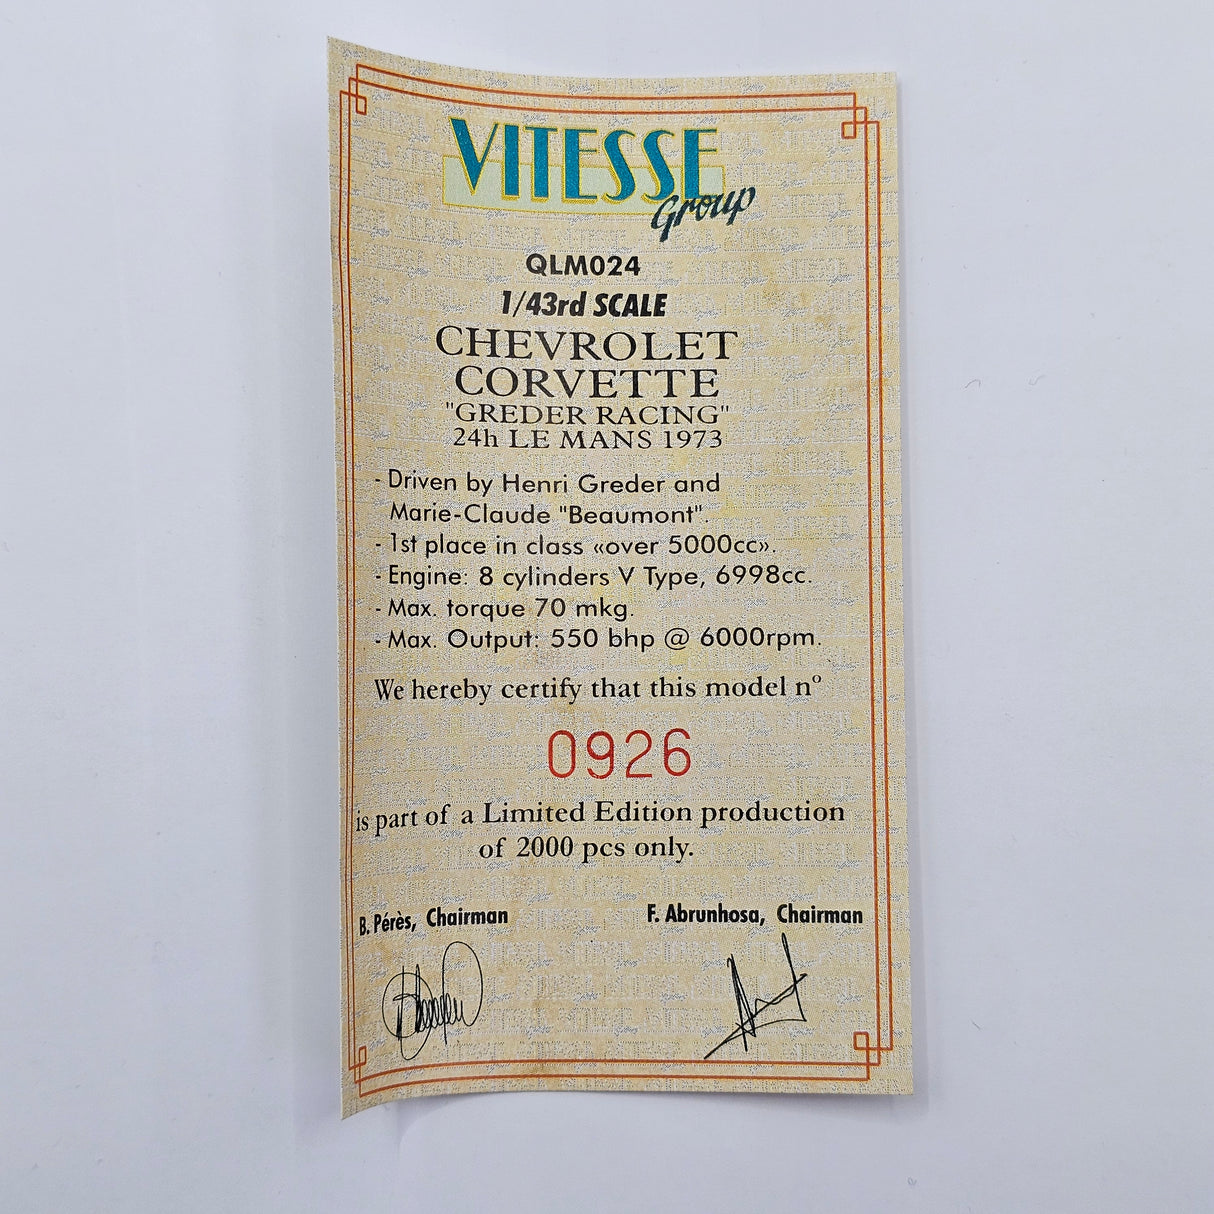 VITESSE
Group
QLM024
1/43rd SCALE
CHEVROLET
CORVETTE
"GREDER RACING"
24h LE MANS 1973
- Driven by Henri Greder and
Marie-Claude "Beaumont".
- 1st place in class «over 5000cc».
- Engine: 8 cylinders V Type, 6998cc.
- Max. torque 70 mkg.
- Max. Output: 550 bhp @ 6000rpm.
We hereby certify that this model nº
0926
is part of a Limited Edition production
of 2000 pcs only.
B. Pérès, Chairman F. Abrunhosa, Chairman